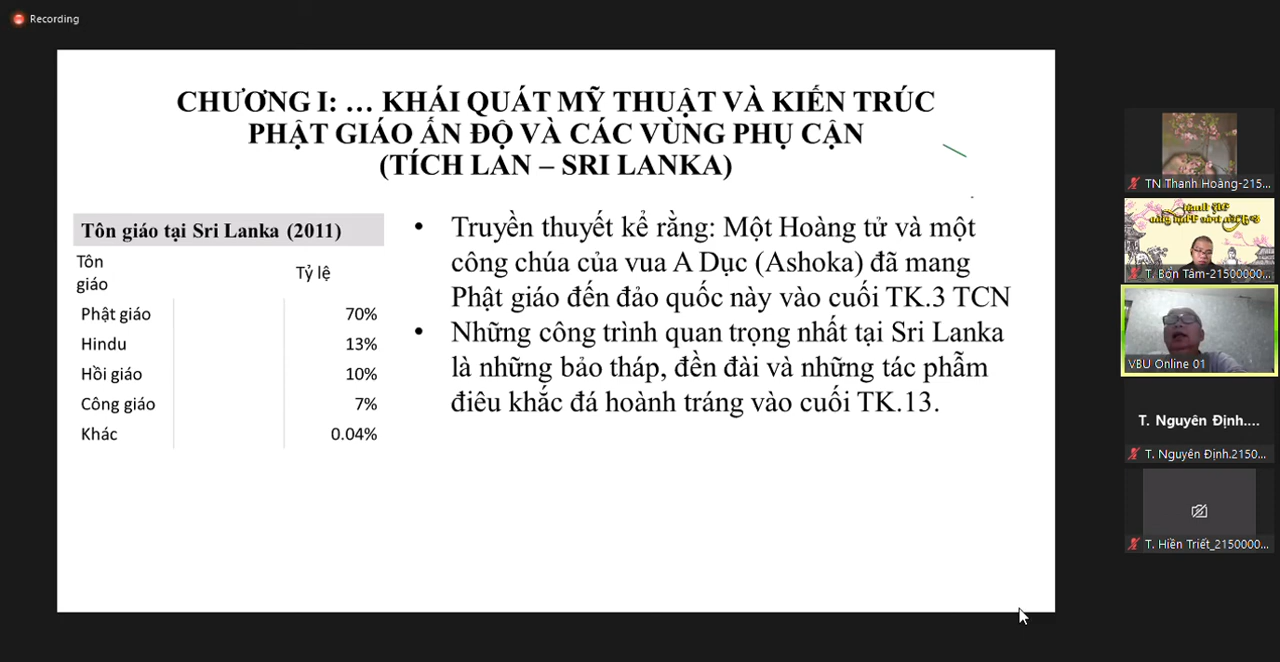 Recording
CHƯƠNG I: … KHÁI QUÁT MỸ THUẬT VÀ KIẾN TRÚC
PHẬT GIÁO ẤN ĐỘ VÀ CÁC VÙNG PHỤ CẬN
(TÍCH LAN – SRI LANKA)
Tôn giáo tại Sri Lanka (2011)
Tôn
giáo
Tỷ lệ
Phật giáo 70%
Hindu 13%
Hồi giáo 10%
Công giáo 7%
Khác 0.04%
• Truyền thuyết kể rằng: Một Hoàng tử và một
công chúa của vua A Dục (Ashoka) đã mang
Phật giáo đến đảo quốc này vào cuối TK.3 TCN
• Những công trình quan trọng nhất tại Sri Lanka
là những bảo tháp, đền đài và những tác phẩm
điêu khắc đá hoành tráng vào cuối TK.13.
TN Thanh Hoàng-215...
T. Bổn Tâm-21500000...
VBU Online 01
T. Nguyên Định....
T. Nguyên Định.2150...
T. Hiền Triết_2150000...